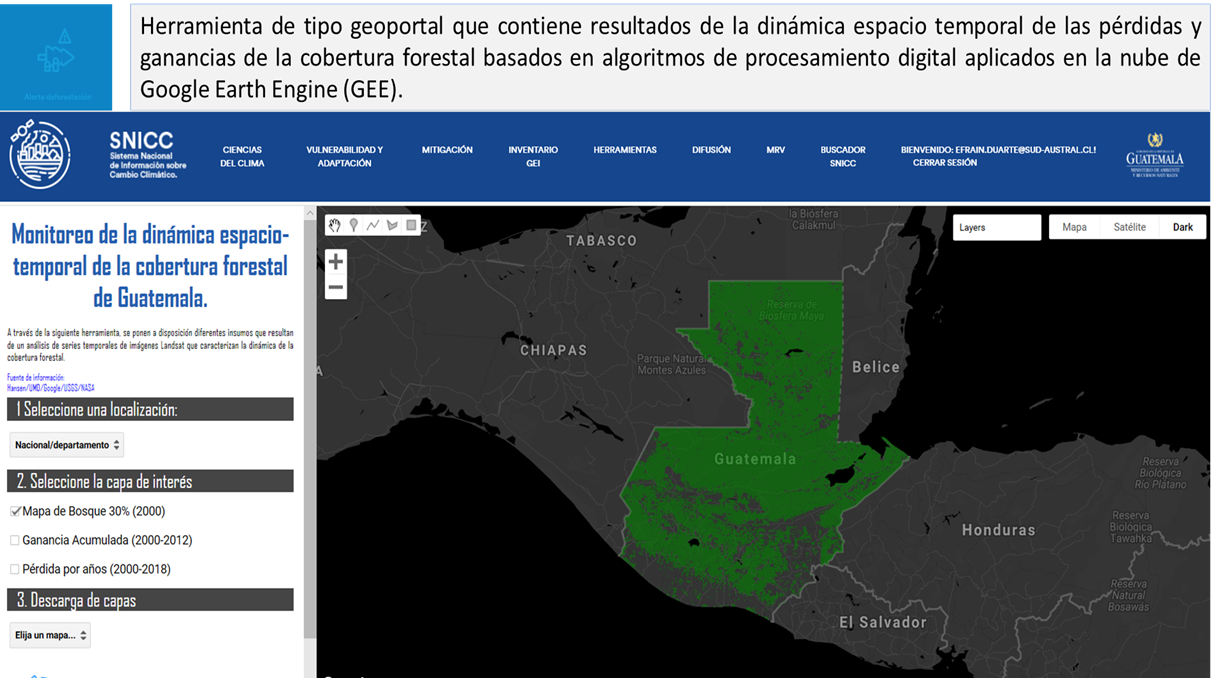 Herramienta de tipo geoportal que contiene resultados de la dinámica espacio temporal de las pérdidas y
ganancias de la cobertura forestal basados en algoritmos de procesamiento digital aplicados en la nube de
Google Earth Engine (GEE).
Alerta deforestación
SNICC
Sistema Nacional
de Información sobre
Cambio Climático.
CIENCIAS
DEL CLIMA
VULNERABILIDAD Y
ADAPTACIÓN
MITIGACIÓN
INVENTARIO
GEI
HERRAMIENTAS
DIFUSIÓN
MRV
BUSCADOR
SNICC
BIENVENIDO: EFRAIN.DUARTE@SUD-AUSTRAL.CL!
CERRAR SESIÓN
GUATEMALA
MINISTERIO DE AMBIENTE
Y RECURSOS NATURALES
Monitoreo de la dinámica espacio-
temporal de la cobertura forestal
de Guatemala.
A través de la siguiente herramienta, se ponen a disposición diferentes insumos que resultan
de un análisis de series temporales de imágenes Landsat que caracterizan la dinámica de la
cobertura forestal.
Fuente de información:
Hansen/UMD/Google/USGS/NASA
1 Seleccione una localización:
Nacional/departamento
2. Seleccione la capa de interés
Mapa de Bosque 30% (2000)
Ganancia Acumulada (2000-2012)
Pérdida por años (2000-2018)
3. Descarga de capas
Elija un mapa...
Layers
Mapa
Satélite
Dark
la Biósfera
Calakmul
TABASCO
Reserva de
Biosfera Maya
CHIAPAS
Parque Natural
Montes Azules
Belice
Guatemala
Reserva
Biológica
Río Plátano
Honduras
Reserva
Biológica
Tawahka
Reserva
Natural
Bosawás
El Salvador